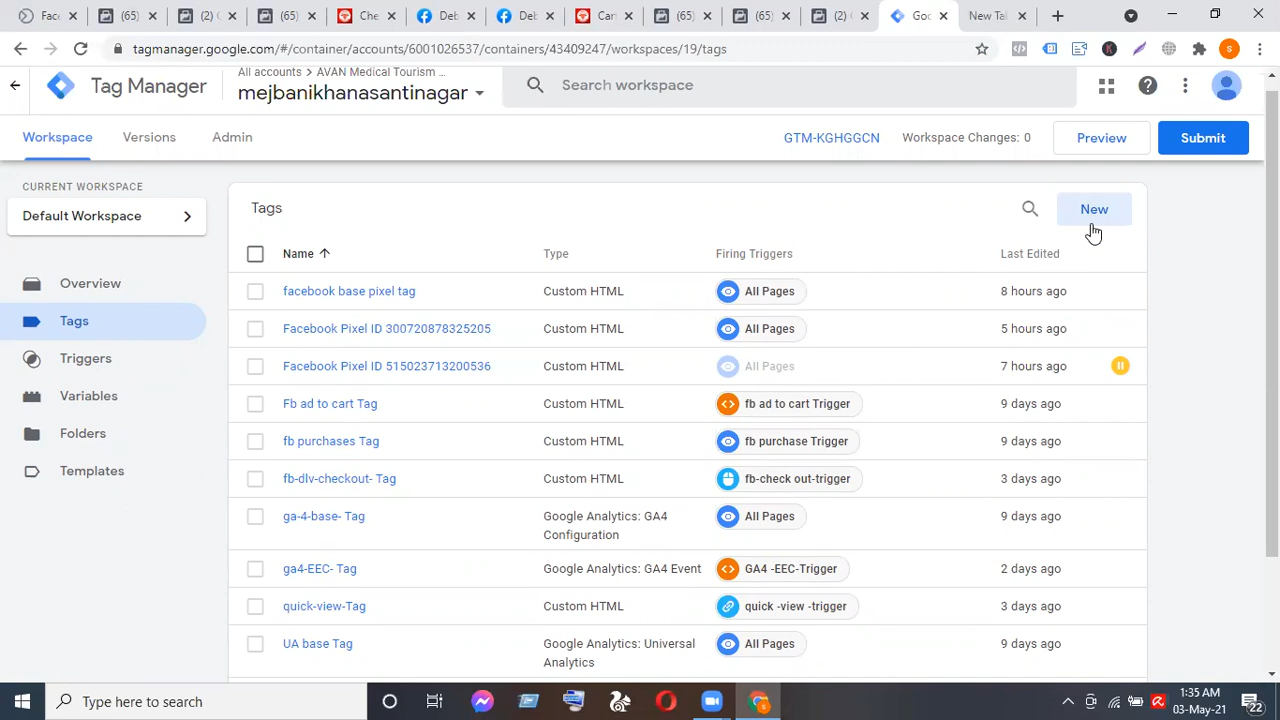 Face
(65)
(2) C
(65)
Che
Deb
De
Car
(65)
(65)
(2) C
Goo
New Tab
tagmanager.google.com/#/container/accounts/6001026557/containers/43409247/workspaces/19/tags
Tag Manager
All accounts > AVAN Medical Tourism ...
mejbanikhanasantinagar
Search workspace
Workspace
Versions
Admin
GTM-KGHGGCN
Workspace Changes: 0
Preview
Submit
CURRENT WORKSPACE
Default Workspace
Overview
Tags
Triggers
Variables
Folders
Templates
Tags
New
Name Type Firing Triggers Last Edited
facebook base pixel tag Custom HTML All Pages 8 hours ago
Facebook Pixel ID 300720878325205 Custom HTML All Pages 5 hours ago
Facebook Pixel ID 515023713200536 Custom HTML All Pages 7 hours ago
Fb ad to cart Tag Custom HTML fb ad to cart Trigger 9 days ago
fb purchases Tag Custom HTML fb purchase Trigger 9 days ago
fb-dlv-checkout- Tag Custom HTML fb-check out-trigger 3 days ago
ga-4-base- Tag Google Analytics: GA4 All Pages 9 days ago
Configuration
ga4-EEC- Tag Google Analytics: GA4 Event GA4 -EEC-Trigger 2 days ago
quick-view-Tag Custom HTML quick -view -trigger 3 days ago
UA base Tag Google Analytics: Universal All Pages 9 days ago
Analytics
Type here to search
1:35 AM
03-May-21
22